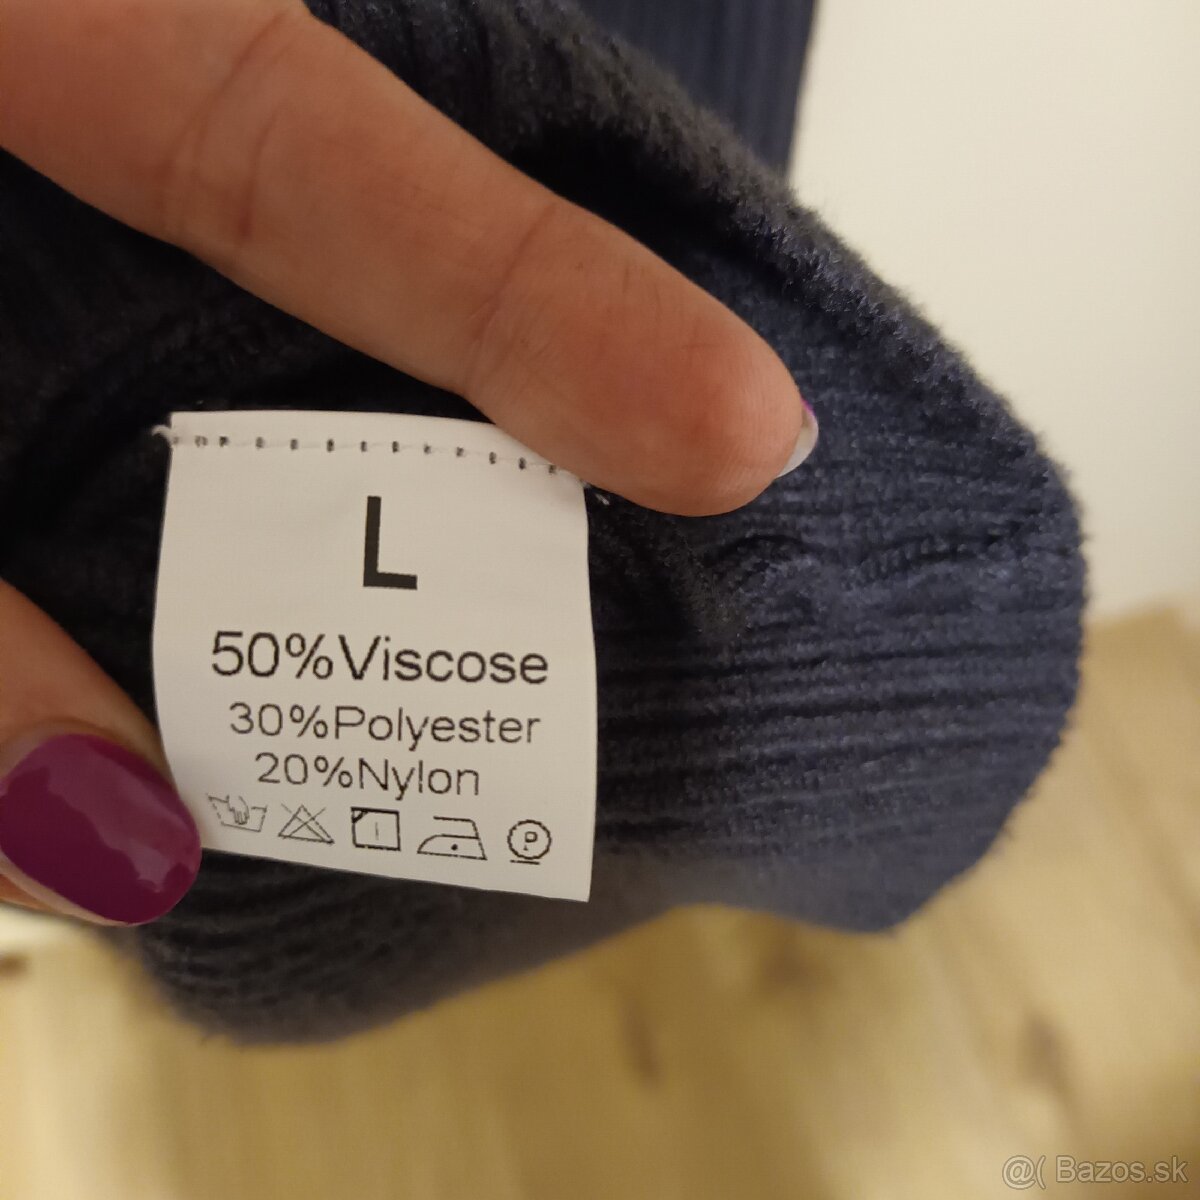 L
50%Viscose
30%Polyester
20%Nylon
P
@( Bazos.sk